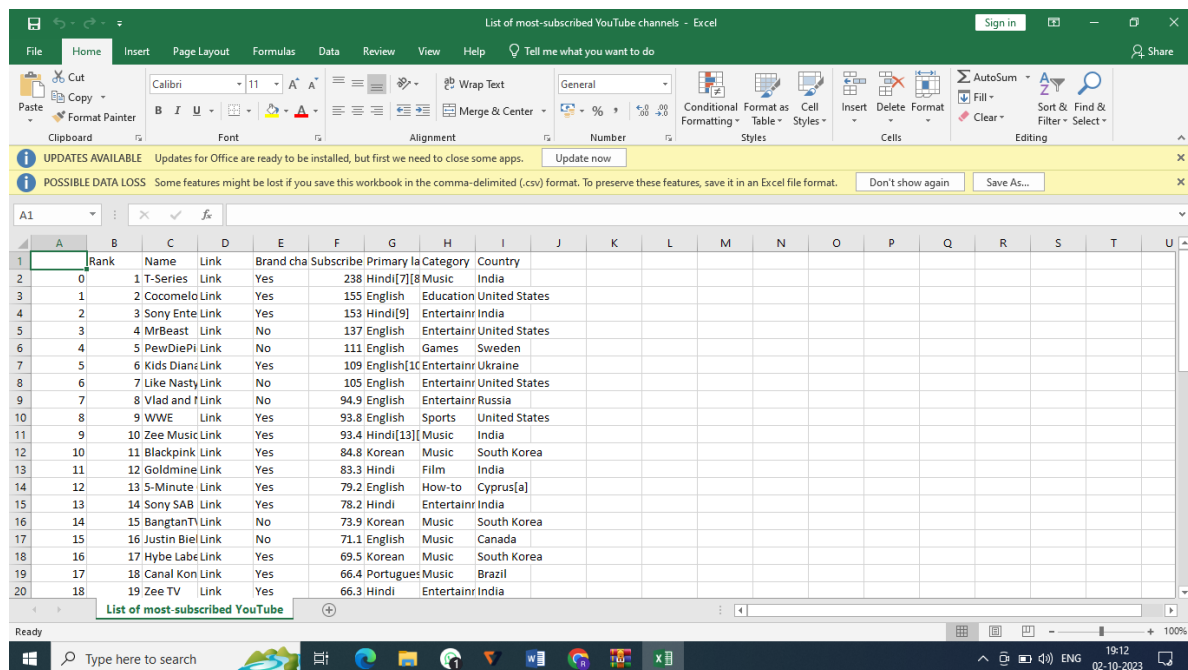 List of most-subscribed YouTube channels - Excel
Sign in
File Home Insert Page Layout Formulas Data Review View Help Tell me what you want to do Share
Paste
Cut
Copy
Format Painter
Calibri 11
B I U A
Wrap Text
Merge & Center
General
% ,
Conditional Formatting
Format as Table
Cell Styles
Insert Delete Format
AutoSum
Fill
Clear
Sort & Filter
Find & Select
Clipboard Font Alignment Number Styles Cells Editing
UPDATES AVAILABLE Updates for Office are ready to be installed, but first we need to close some apps. Update now
POSSIBLE DATA LOSS Some features might be lost if you save this workbook in the comma-delimited (.csv) format. To preserve these features, save it in an Excel file format. Don't show again Save As...
A1 fx
A B C D E F G H I J K L M N O P Q R S T U
1 Rank Name Link Brand cha Subscribe Primary la Category Country
2 0 1 T-Series Link Yes 238 Hindi[7][8 Music India
3 1 2 Cocomelo Link Yes 155 English Education United States
4 2 3 Sony Ente Link Yes 153 Hindi[9] Entertainr India
5 3 4 MrBeast Link No 137 English Entertainr United States
6 4 5 PewDiePi Link No 111 English Games Sweden
7 5 6 Kids Diana Link Yes 109 English[10 Entertainr Ukraine
8 6 7 Like Nasty Link No 105 English Entertainr United States
9 7 8 Vlad and Link No 94.9 English Entertainr Russia
10 8 9 WWE Link Yes 93.8 English Sports United States
11 9 10 Zee Music Link Yes 93.4 Hindi[13][ Music India
12 10 11 Blackpink Link Yes 84.8 Korean Music South Korea
13 11 12 Goldmine Link Yes 83.3 Hindi Film India
14 12 13 5-Minute Link Yes 79.2 English How-to Cyprus[a]
15 13 14 Sony SAB Link Yes 78.2 Hindi Entertainr India
16 14 15 BangtanT Link No 73.9 Korean Music South Korea
17 15 16 Justin Biel Link No 71.1 English Music Canada
18 16 17 Hybe Labe Link Yes 69.5 Korean Music South Korea
19 17 18 Canal Kon Link Yes 66.4 Portugues Music Brazil
20 18 19 Zee TV Link Yes 66.3 Hindi Entertainr India
List of most-subscribed YouTube
Ready 100%
Type here to search ENG 19:12
02-10-2023